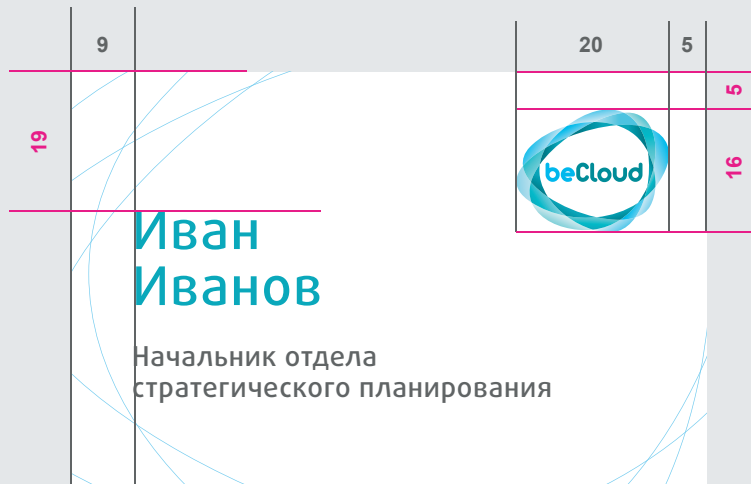 9
20
5
5
19
16
beCloud
Иван
Иванов
Начальник отдела
стратегического планирования